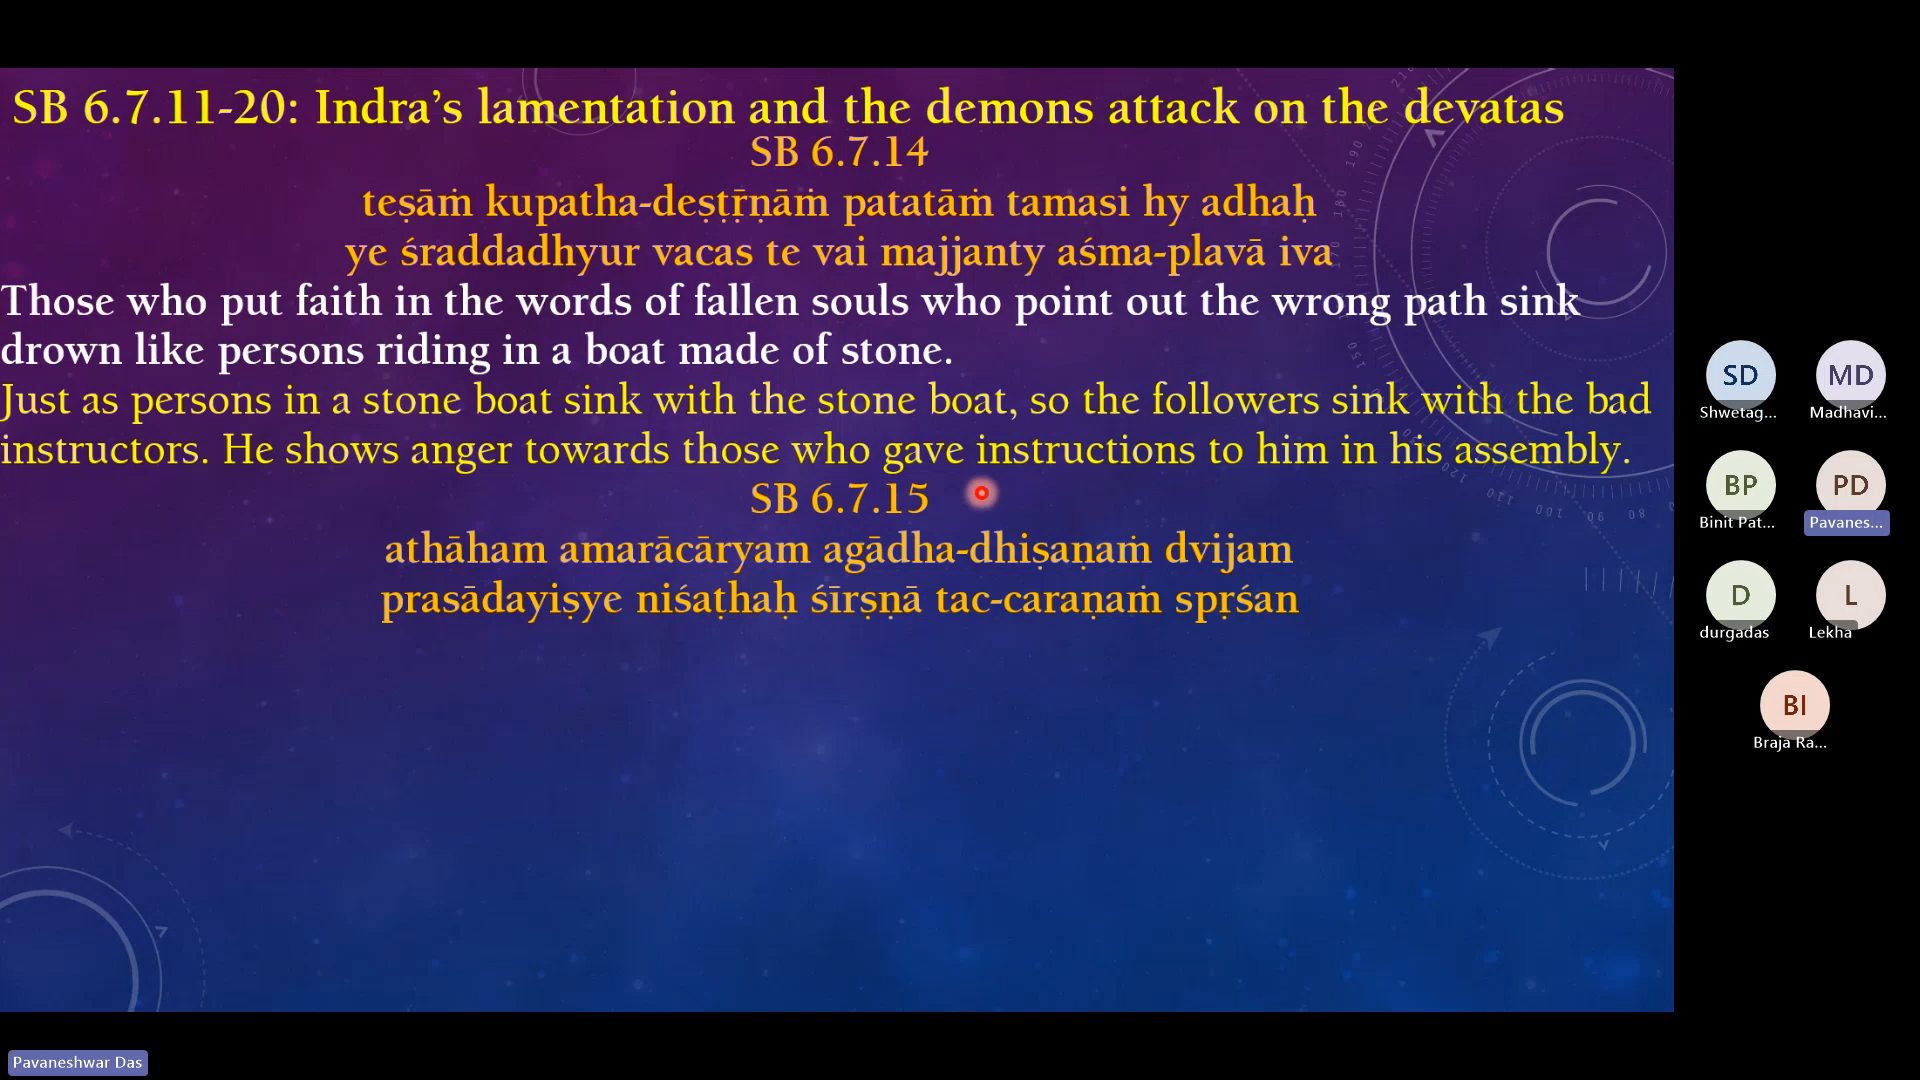 SB 6.7.11-20: Indra’s lamentation and the demons attack on the devatas
SB 6.7.14
teṣāṁ kupatha-deṣṭṝṇāṁ patatāṁ tamasi hy adhaḥ
ye śraddadhyur vacas te vai majjanty aśma-plavā iva
Those who put faith in the words of fallen souls who point out the wrong path sink
drown like persons riding in a boat made of stone.
Just as persons in a stone boat sink with the stone boat, so the followers sink with the bad
instructors. He shows anger towards those who gave instructions to him in his assembly.
SB 6.7.15
athāham amarācāryam agādha-dhiṣaṇaṁ dvijam
prasādayiṣye niśaṭhaḥ śīrṣṇā tac-caraṇaṁ spṛśan
SD
Shwetag...
MD
Madhavi...
BP
Binit Pat...
PD
Pavanes...
D
durgadas
L
Lekha
BI
Braja Ra...
Pavaneshwar Das